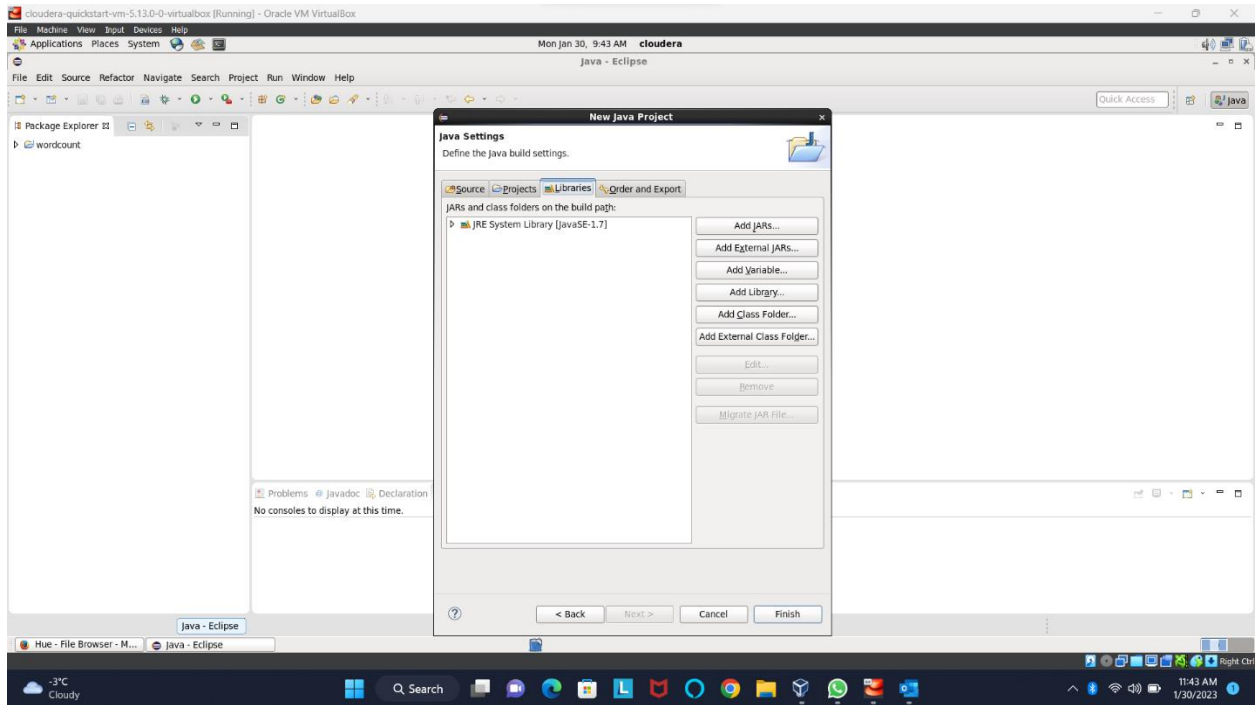 cloudera-quickstart-vm-5.13.0-0-virtualbox [Running] - Oracle VM VirtualBox
File Machine View Input Devices Help
Applications Places System Mon Jan 30, 9:43 AM cloudera
Java - Eclipse
File Edit Source Refactor Navigate Search Project Run Window Help
Quick Access Java
Package Explorer
wordcount
New Java Project
Java Settings
Define the Java build settings.
Source Projects Libraries Order and Export
JARs and class folders on the build path:
JRE System Library [JavaSE-1.7]
Add JARs...
Add External JARs...
Add Variable...
Add Library...
Add Class Folder...
Add External Class Folder...
Edit...
Remove
Migrate JAR File...
Problems Javadoc Declaration
No consoles to display at this time.
< Back Next > Cancel Finish
Java - Eclipse
Hue - File Browser - M... Java - Eclipse
Right Ctrl
-3°C
Cloudy
Search
11:43 AM
1/30/2023
1